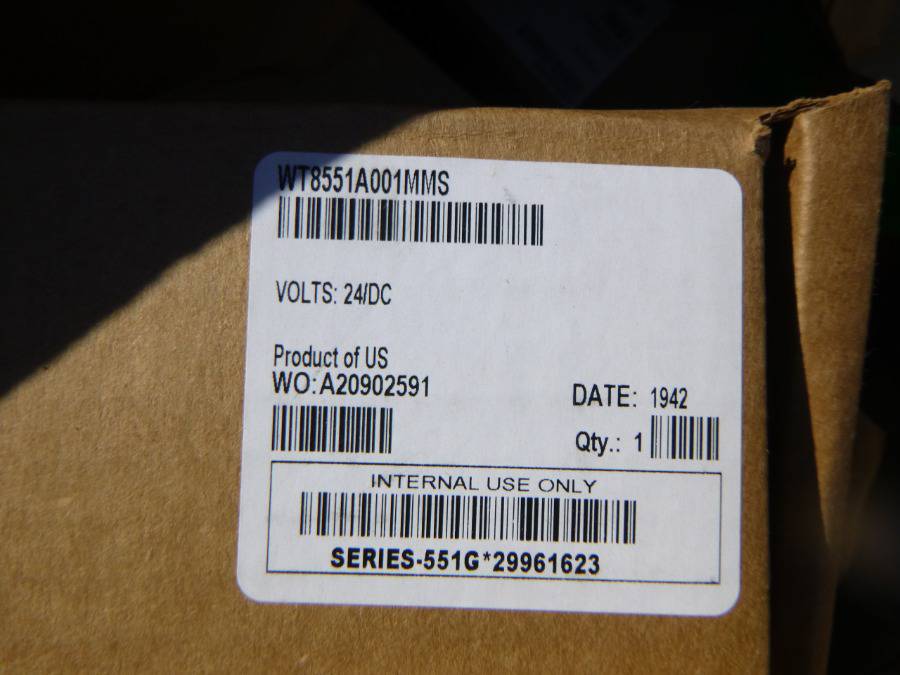 WT8551A001MMS
VOLTS: 24/DC
Product of US
WO:A20902591
DATE: 1942
Qty.: 1
INTERNAL USE ONLY
SERIES-551G*29961623